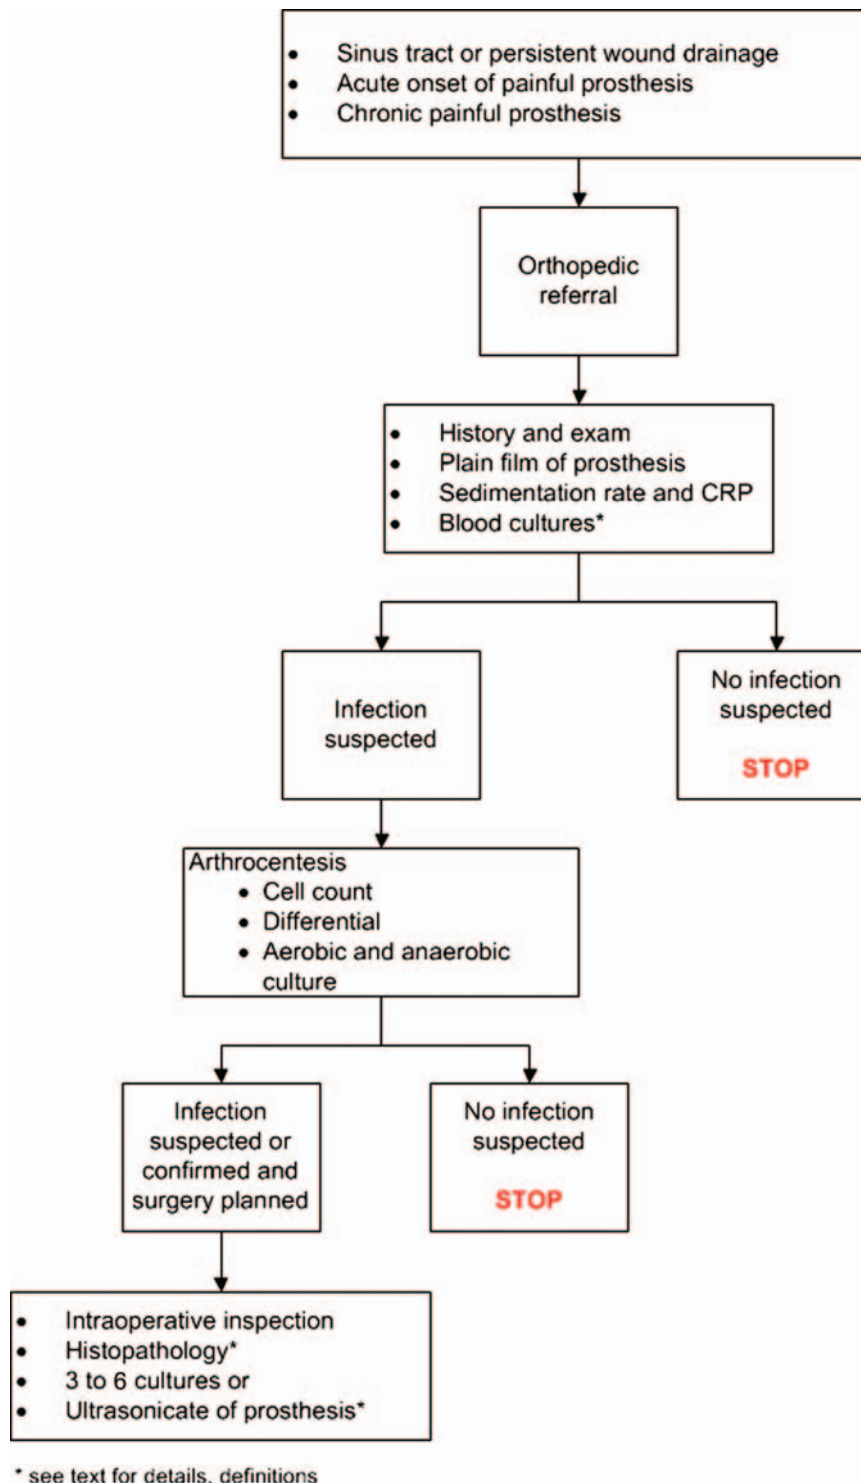 • Sinus tract or persistent wound drainage
• Acute onset of painful prosthesis
• Chronic painful prosthesis
Orthopedic
referral
• History and exam
• Plain film of prosthesis
• Sedimentation rate and CRP
• Blood cultures*
Infection
suspected
No infection
suspected
STOP
Arthrocentesis
• Cell count
• Differential
• Aerobic and anaerobic
culture
Infection
suspected or
confirmed and
surgery planned
No infection
suspected
STOP
• Intraoperative inspection
• Histopathology*
• 3 to 6 cultures or
• Ultrasonicate of prosthesis*
* see text for details, definitions